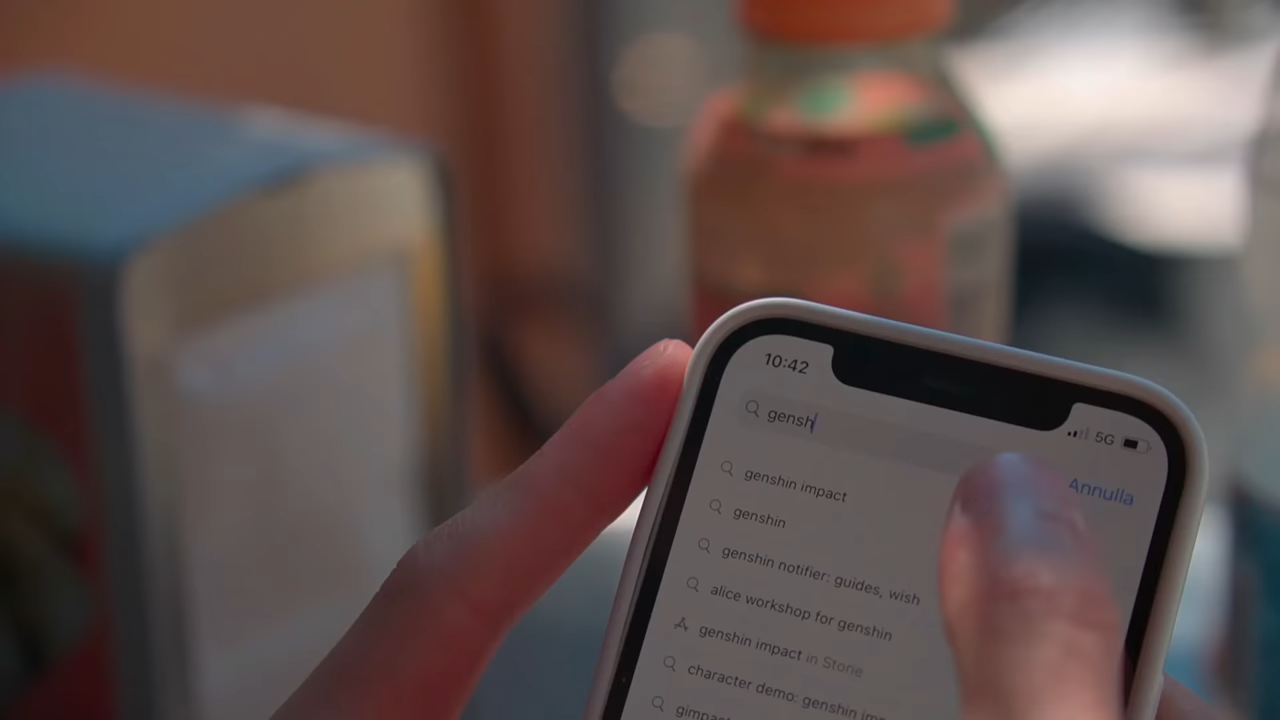 10:42
5G
gensh
Annulla
genshin impact
genshin
genshin notifier: guides, wish
alice workshop for genshin
genshin impact in Storie
character demo: genshin